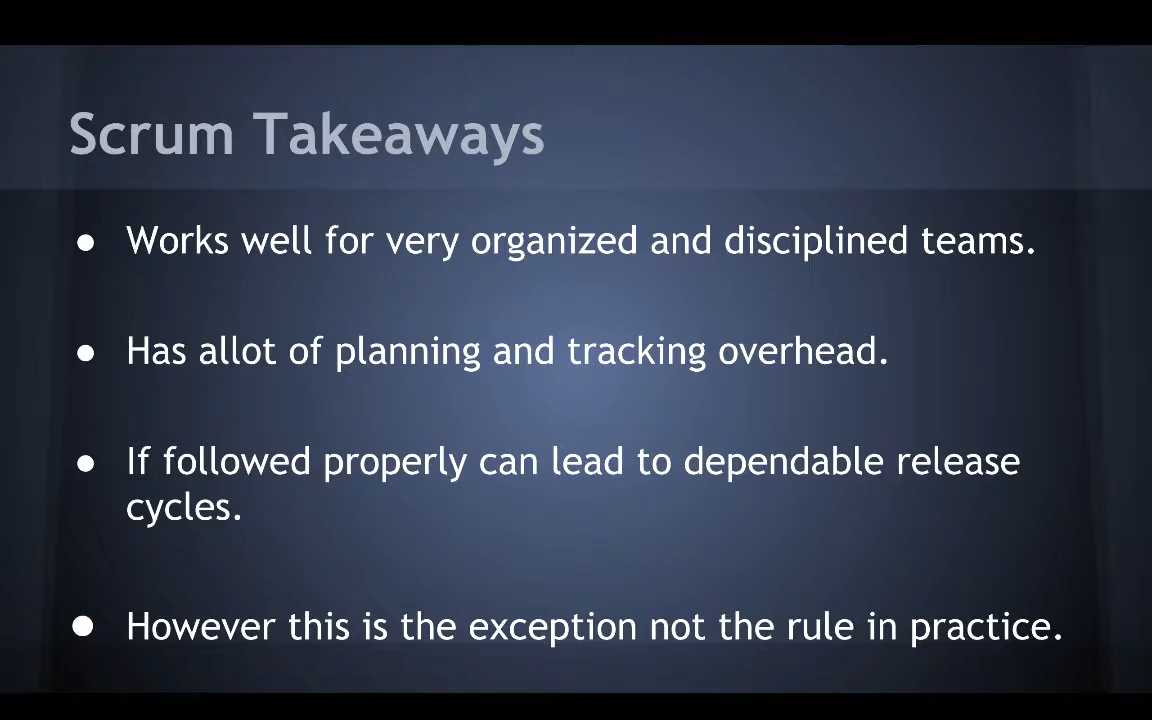 Scrum Takeaways
● Works well for very organized and disciplined teams.
● Has allot of planning and tracking overhead.
● If followed properly can lead to dependable release
cycles.
● However this is the exception not the rule in practice.